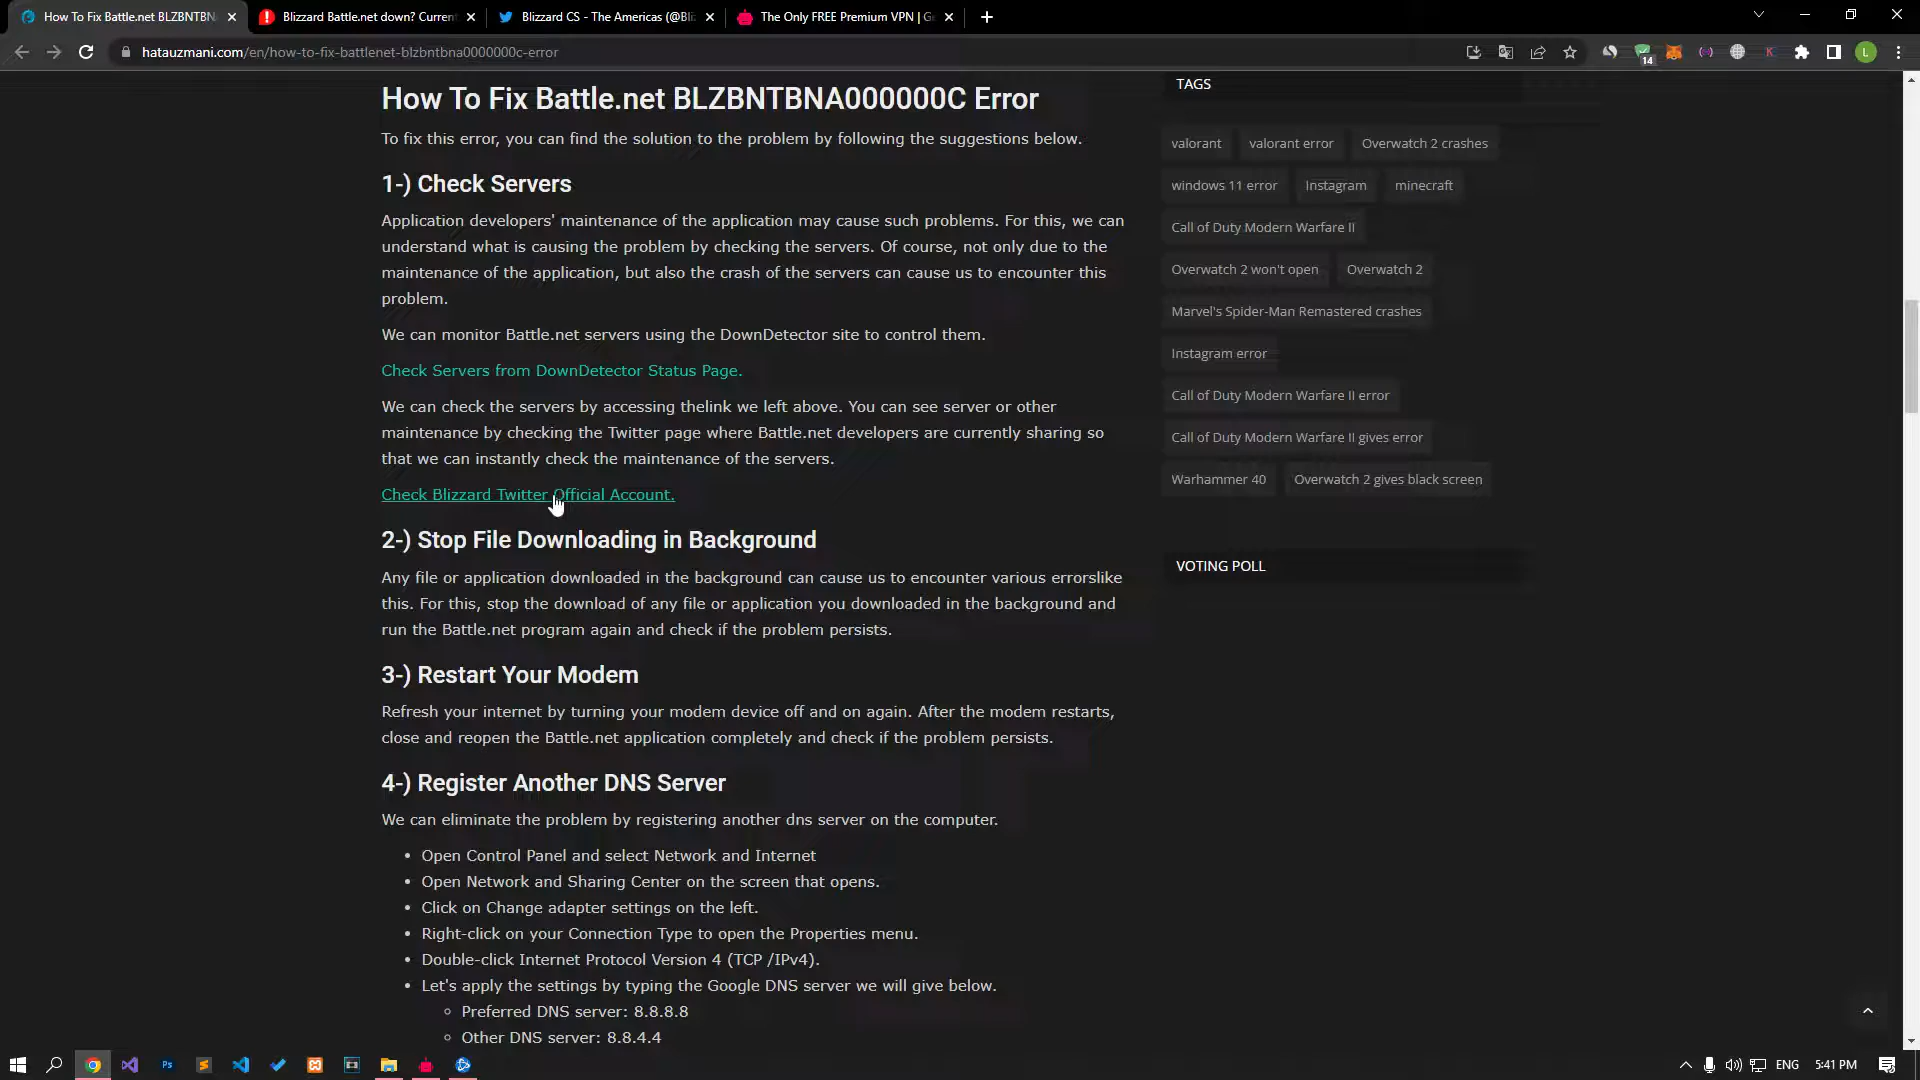 How To Fix Battle.net BLZBNTBN
Blizzard Battle.net down? Current
Blizzard CS - The Americas (@Bli
The Only FREE Premium VPN | G
hatauzmani.com/en/how-to-fix-battlenet-blzbntbna0000000c-error
14
K
L
How To Fix Battle.net BLZBNTBNA000000C Error
To fix this error, you can find the solution to the problem by following the suggestions below.
1-) Check Servers
Application developers' maintenance of the application may cause such problems. For this, we can
understand what is causing the problem by checking the servers. Of course, not only due to the
maintenance of the application, but also the crash of the servers can cause us to encounter this
problem.
We can monitor Battle.net servers using the DownDetector site to control them.
Check Servers from DownDetector Status Page.
We can check the servers by accessing thelink we left above. You can see server or other
maintenance by checking the Twitter page where Battle.net developers are currently sharing so
that we can instantly check the maintenance of the servers.
Check Blizzard Twitter Official Account.
2-) Stop File Downloading in Background
Any file or application downloaded in the background can cause us to encounter various errorslike
this. For this, stop the download of any file or application you downloaded in the background and
run the Battle.net program again and check if the problem persists.
3-) Restart Your Modem
Refresh your internet by turning your modem device off and on again. After the modem restarts,
close and reopen the Battle.net application completely and check if the problem persists.
4-) Register Another DNS Server
We can eliminate the problem by registering another dns server on the computer.
• Open Control Panel and select Network and Internet
• Open Network and Sharing Center on the screen that opens.
• Click on Change adapter settings on the left.
• Right-click on your Connection Type to open the Properties menu.
• Double-click Internet Protocol Version 4 (TCP /IPv4).
• Let's apply the settings by typing the Google DNS server we will give below.
◦ Preferred DNS server: 8.8.8.8
◦ Other DNS server: 8.8.4.4
TAGS
valorant
valorant error
Overwatch 2 crashes
windows 11 error
Instagram
minecraft
Call of Duty Modern Warfare II
Overwatch 2 won't open
Overwatch 2
Marvel's Spider-Man Remastered crashes
Instagram error
Call of Duty Modern Warfare II error
Call of Duty Modern Warfare II gives error
Warhammer 40
Overwatch 2 gives black screen
VOTING POLL
Ps
ENG
5:41 PM